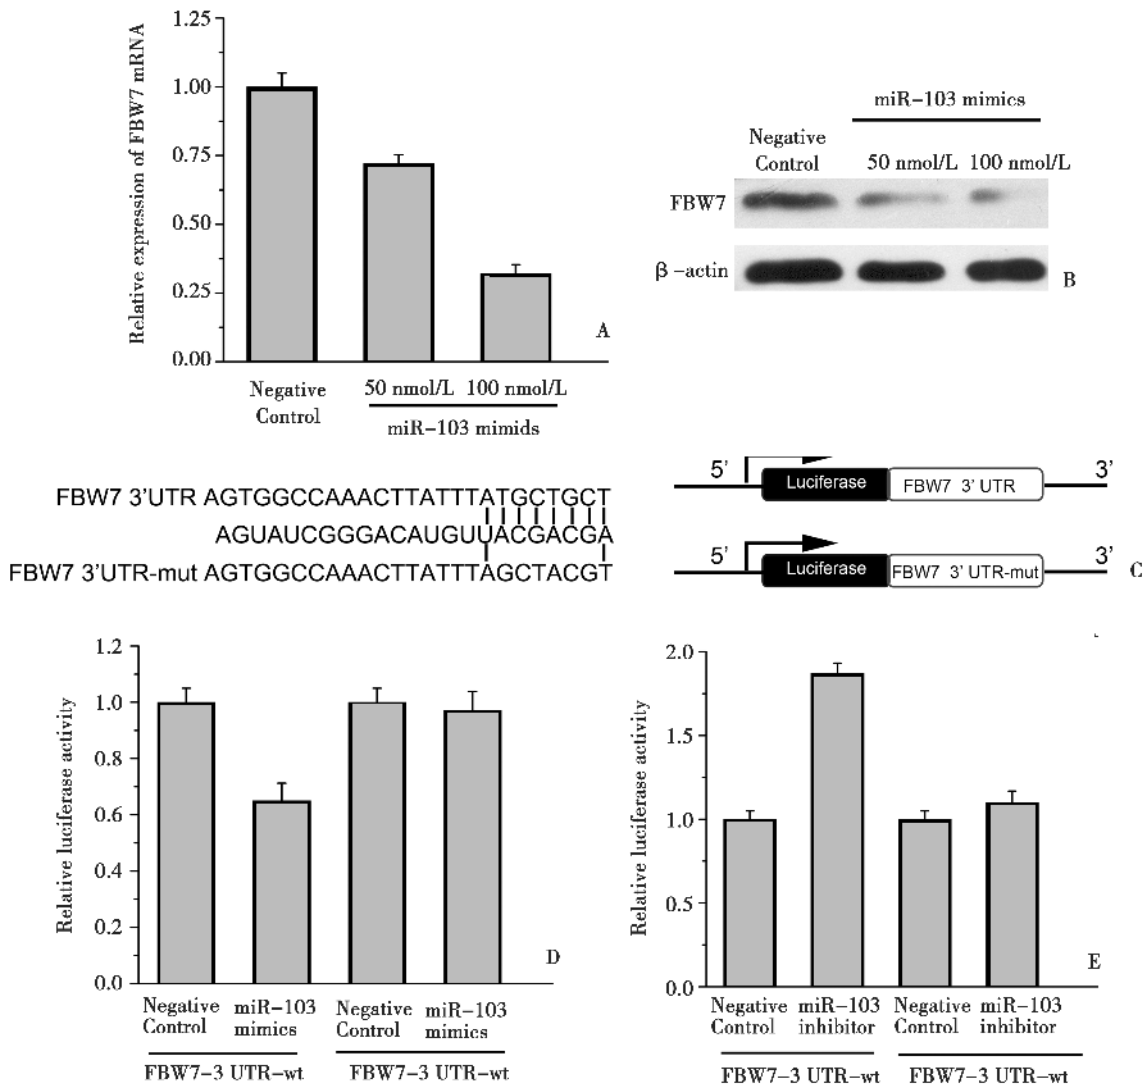 Relative expression of FBW7 mRNA
1.25
1.00
0.75
0.50
0.25
0.00
Negative
Control
50 nmol/L 100 nmol/L
miR-103 mimids
A
miR-103 mimics
Negative
Control
50 nmol/L 100 nmol/L
FBW7
β-actin
B
FBW7 3'UTR AGTGGCCAAACTTATTTATGCTGCT
AGUAUCGGGACAUGUUACGACGA
FBW7 3'UTR-mut AGTGGCCAAACTTATTTAGCTACGT
5' 3'
Luciferase FBW7 3' UTR
5' 3'
Luciferase FBW7 3' UTR-mut
C
Relative luciferase activity
1.2
1.0
0.8
0.6
0.4
0.2
0.0
Negative
Control
miR-103
mimics
Negative
Control
miR-103
mimics
FBW7-3 UTR-wt
FBW7-3 UTR-wt
D
Relative luciferase activity
2.0
1.5
1.0
0.5
0.0
Negative
Control
miR-103
inhibitor
Negative
Control
miR-103
inhibitor
FBW7-3 UTR-wt
FBW7-3 UTR-wt
E